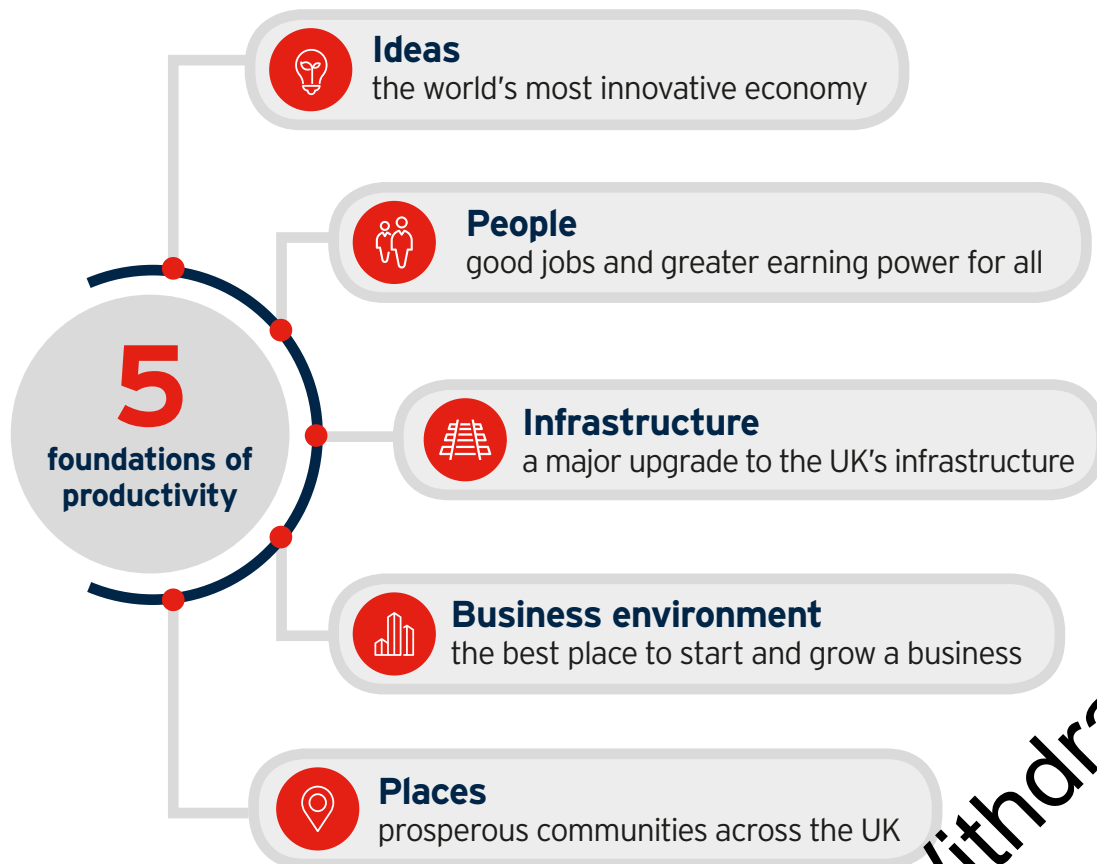 Ideas
the world's most innovative economy
People
good jobs and greater earning power for all
5
foundations of
productivity
Infrastructure
a major upgrade to the UK's infrastructure
Business environment
the best place to start and grow a business
Places
prosperous communities across the UK